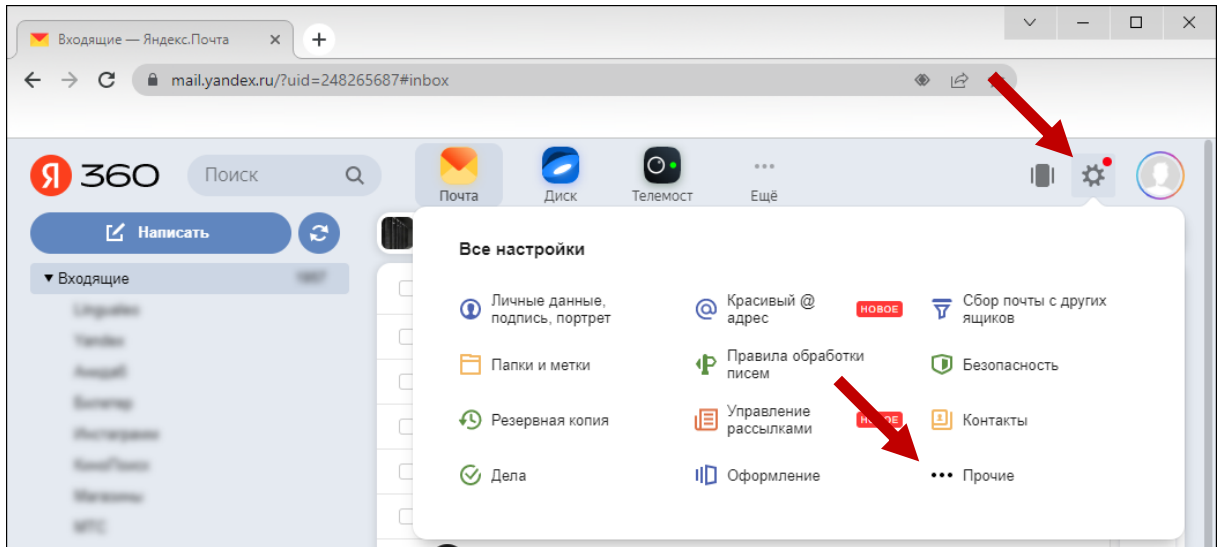 Входящие — Яндекс.Почта
mail.yandex.ru/?uid=248265687#inbox
Я 360
Поиск
Почта
Диск
Телемост
Ещё
Написать
Входящие
Все настройки
Личные данные,
подпись, портрет
Красивый @
адрес
НОВОЕ
Сбор почты с других
ящиков
Папки и метки
Правила обработки
писем
Безопасность
Резервная копия
Управление
рассылками
НОВОЕ
Контакты
Дела
Оформление
Прочие